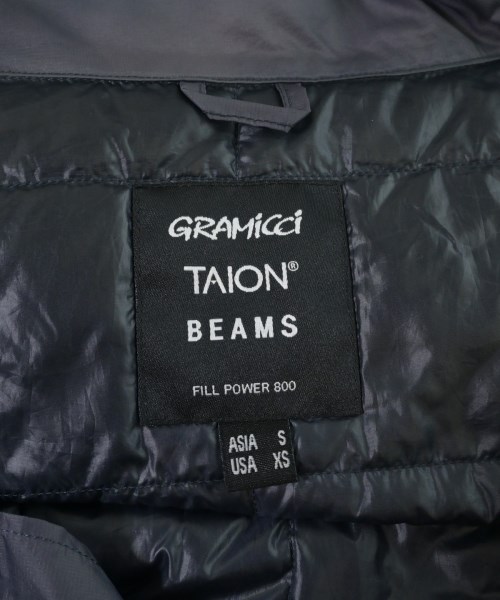 GRAMiCCi
TAION®
BEAMS
FILL POWER 800
ASIA S
USA XS